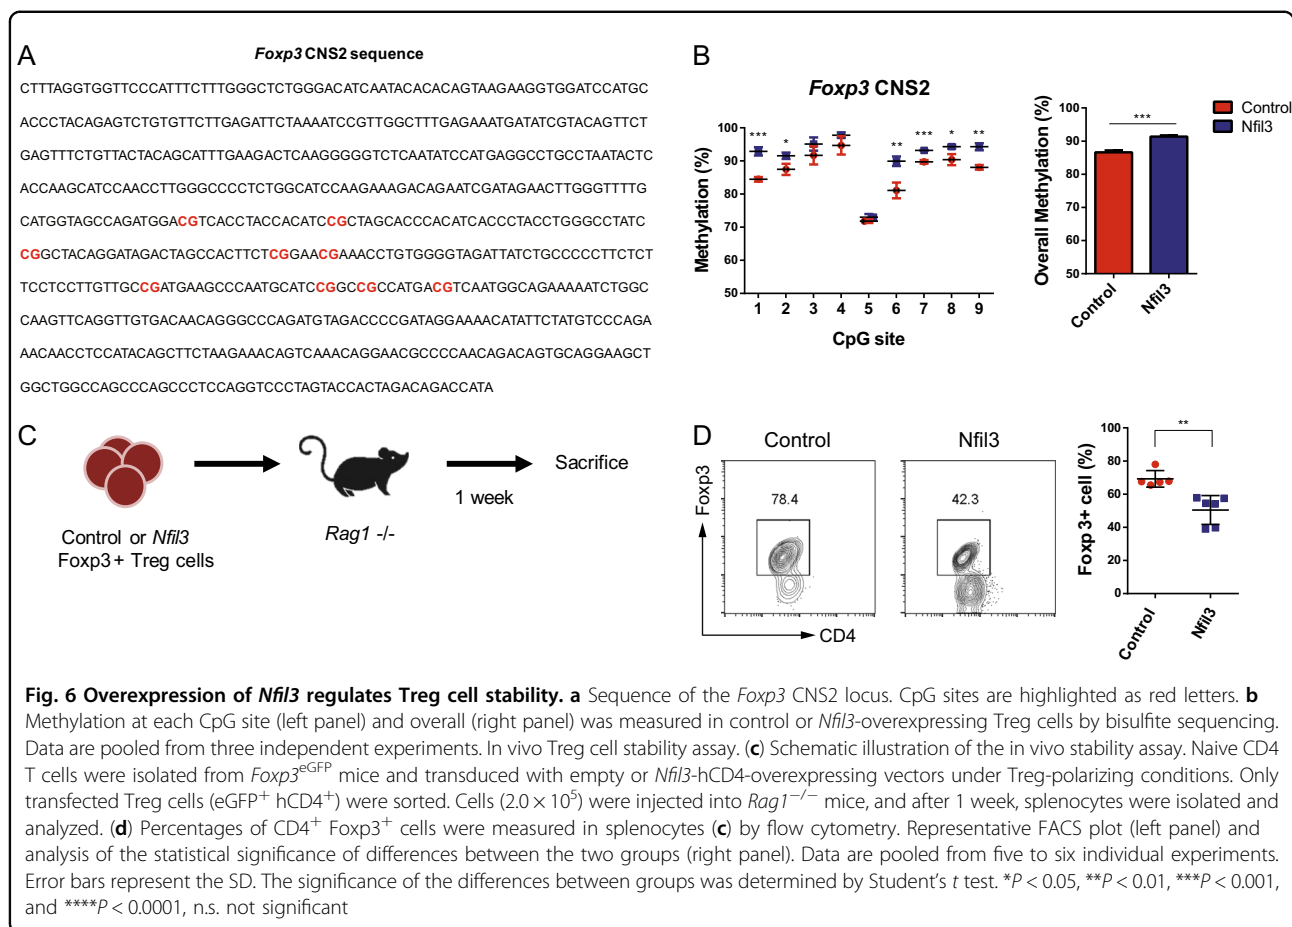 A
Foxp3 CNS2 sequence
CTTTAGGTGGTTCCCATTTCTTTGGGCTCTGGGACATCAATACACACAGTAAGAAGGTGGATCCATGC
ACCCTACAGAGTCTGTGTTCTTGAGATTCTAAAATCCGTTGGCTTTGAGAAATGATATCGTACAGTTCT
GAGTTTCTGTTACTACAGCATTTGAAGACTCAAGGGGGTCTCAATATCCATGAGGCCTGCCTAATACTC
ACCAAGCATCCAACCTTGGGCCCCTCTGGCATCCAAGAAAGACAGAATCGATAGAACTTGGGTTTTG
CATGGTAGCCAGATGGACGTCACCTACCACATCCGCTAGCACCCACATCACCCTACCTGGGCCTATC
CGGCTACAGGATAGACTAGCCACTTCTCGGAACGAAACCTGTGGGGTAGATTATCTGCCCCCTTCTCT
TCCTCCTTGTTGCCGATGAAGCCCAATGCATCCGGCCGCCATGACGTCAATGGCAGAAAAATCTGGC
CAAGTTCAGGTTGTGACAACAGGGCCCAGATGTAGACCCCGATAGGAAAACATATTCTATGTCCCAGA
AACAACCTCCATACAGCTTCTAAGAAACAGTCAAACAGGAACGCCCCAACAGACAGTGCAGGAAGCT
GGCTGGCCAGCCCAGCCCTCCAGGTCCCTAGTACCACTAGACAGACCATA
B
Foxp3 CNS2
Methylation (%)
100
90
80
70
60
50
*** * ** *** * **
1 2 3 4 5 6 7 8 9
CpG site
Overall Methylation (%)
100
90
80
70
60
50
***
Control
Nfil3
Control
Nfil3
C
Control or Nfil3
Foxp3+ Treg cells
Rag1 -/-
1 week
Sacrifice
D
Control
Nfil3
Foxp3
78.4
42.3
CD4
Foxp3+ cell (%)
100
80
60
40
20
0
**
Control
Nfil3
Fig. 6 Overexpression of Nfil3 regulates Treg cell stability. a Sequence of the Foxp3 CNS2 locus. CpG sites are highlighted as red letters. b
Methylation at each CpG site (left panel) and overall (right panel) was measured in control or Nfil3-overexpressing Treg cells by bisulfite sequencing.
Data are pooled from three independent experiments. In vivo Treg cell stability assay. (c) Schematic illustration of the in vivo stability assay. Naive CD4
T cells were isolated from Foxp3eGFP mice and transduced with empty or Nfil3-hCD4-overexpressing vectors under Treg-polarizing conditions. Only
transfected Treg cells (eGFP+ hCD4+) were sorted. Cells (2.0 × 10⁵) were injected into Rag1−/− mice, and after 1 week, splenocytes were isolated and
analyzed. (d) Percentages of CD4+ Foxp3+ cells were measured in splenocytes (c) by flow cytometry. Representative FACS plot (left panel) and
analysis of the statistical significance of differences between the two groups (right panel). Data are pooled from five to six individual experiments.
Error bars represent the SD. The significance of the differences between groups was determined by Student's t test. *P < 0.05, **P < 0.01, ***P < 0.001,
and ****P < 0.0001, n.s. not significant